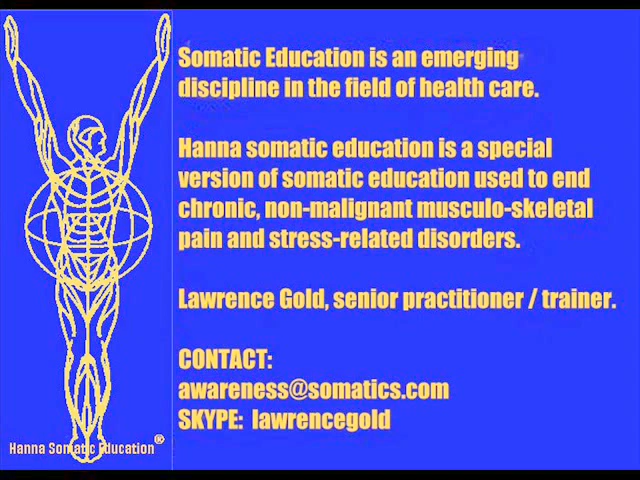 Somatic Education is an emerging
discipline in the field of health care.
Hanna somatic education is a special
version of somatic education used to end
chronic, non-malignant musculo-skeletal
pain and stress-related disorders.
Lawrence Gold, senior practitioner / trainer.
CONTACT:
awareness@somatics.com
SKYPE: lawrencegold
Hanna Somatic Education®